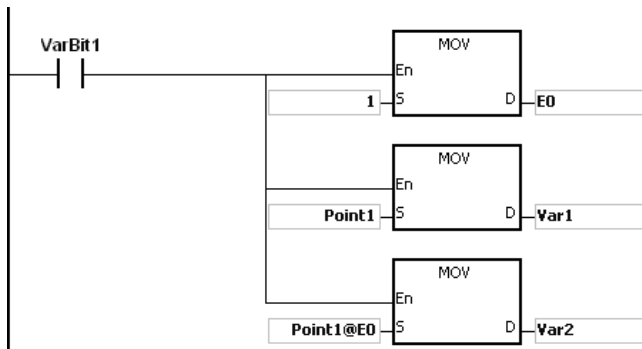 VarBit1
MOV
En
1 S D E0
MOV
En
Point1 S D Var1
MOV
En
Point1@E0 S D Var2